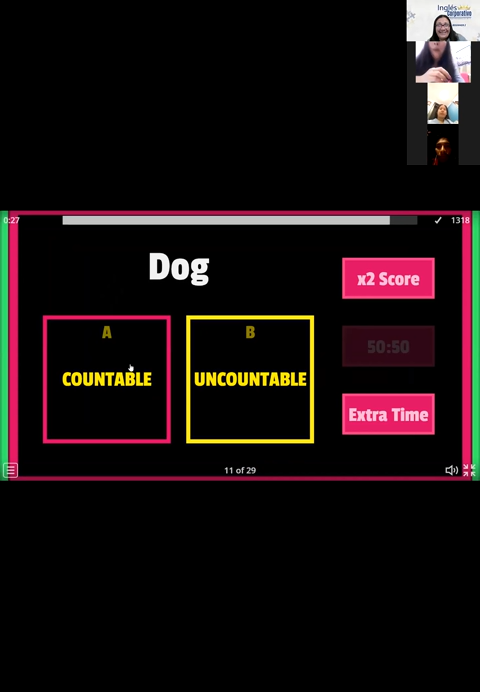 Inglés
corporativo
0:27
✓ 1318
Dog
x2 Score
A
B
COUNTABLE
UNCOUNTABLE
50:50
Extra Time
11 of 29